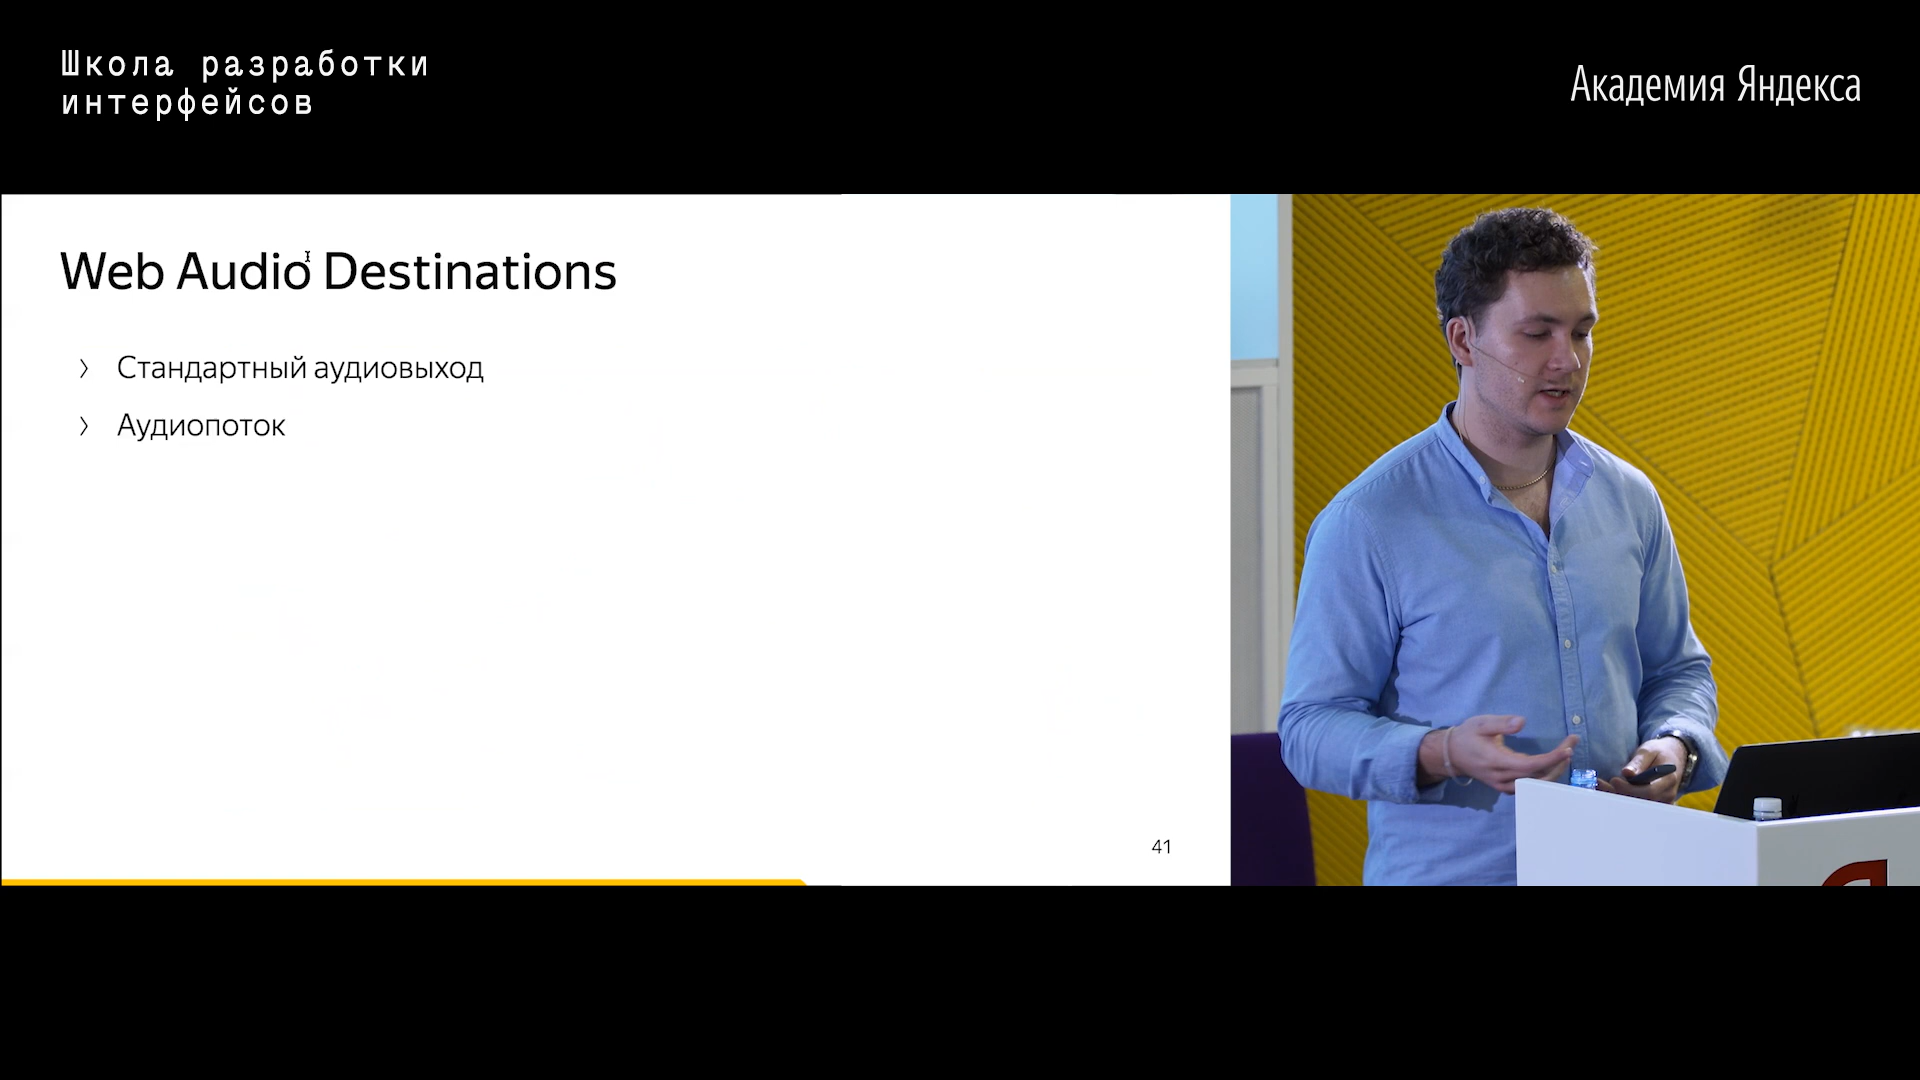 Школа разработки
интерфейсов
Академия Яндекса
Web Audio Destinations
› Стандартный аудиовыход
› Аудиопоток
41